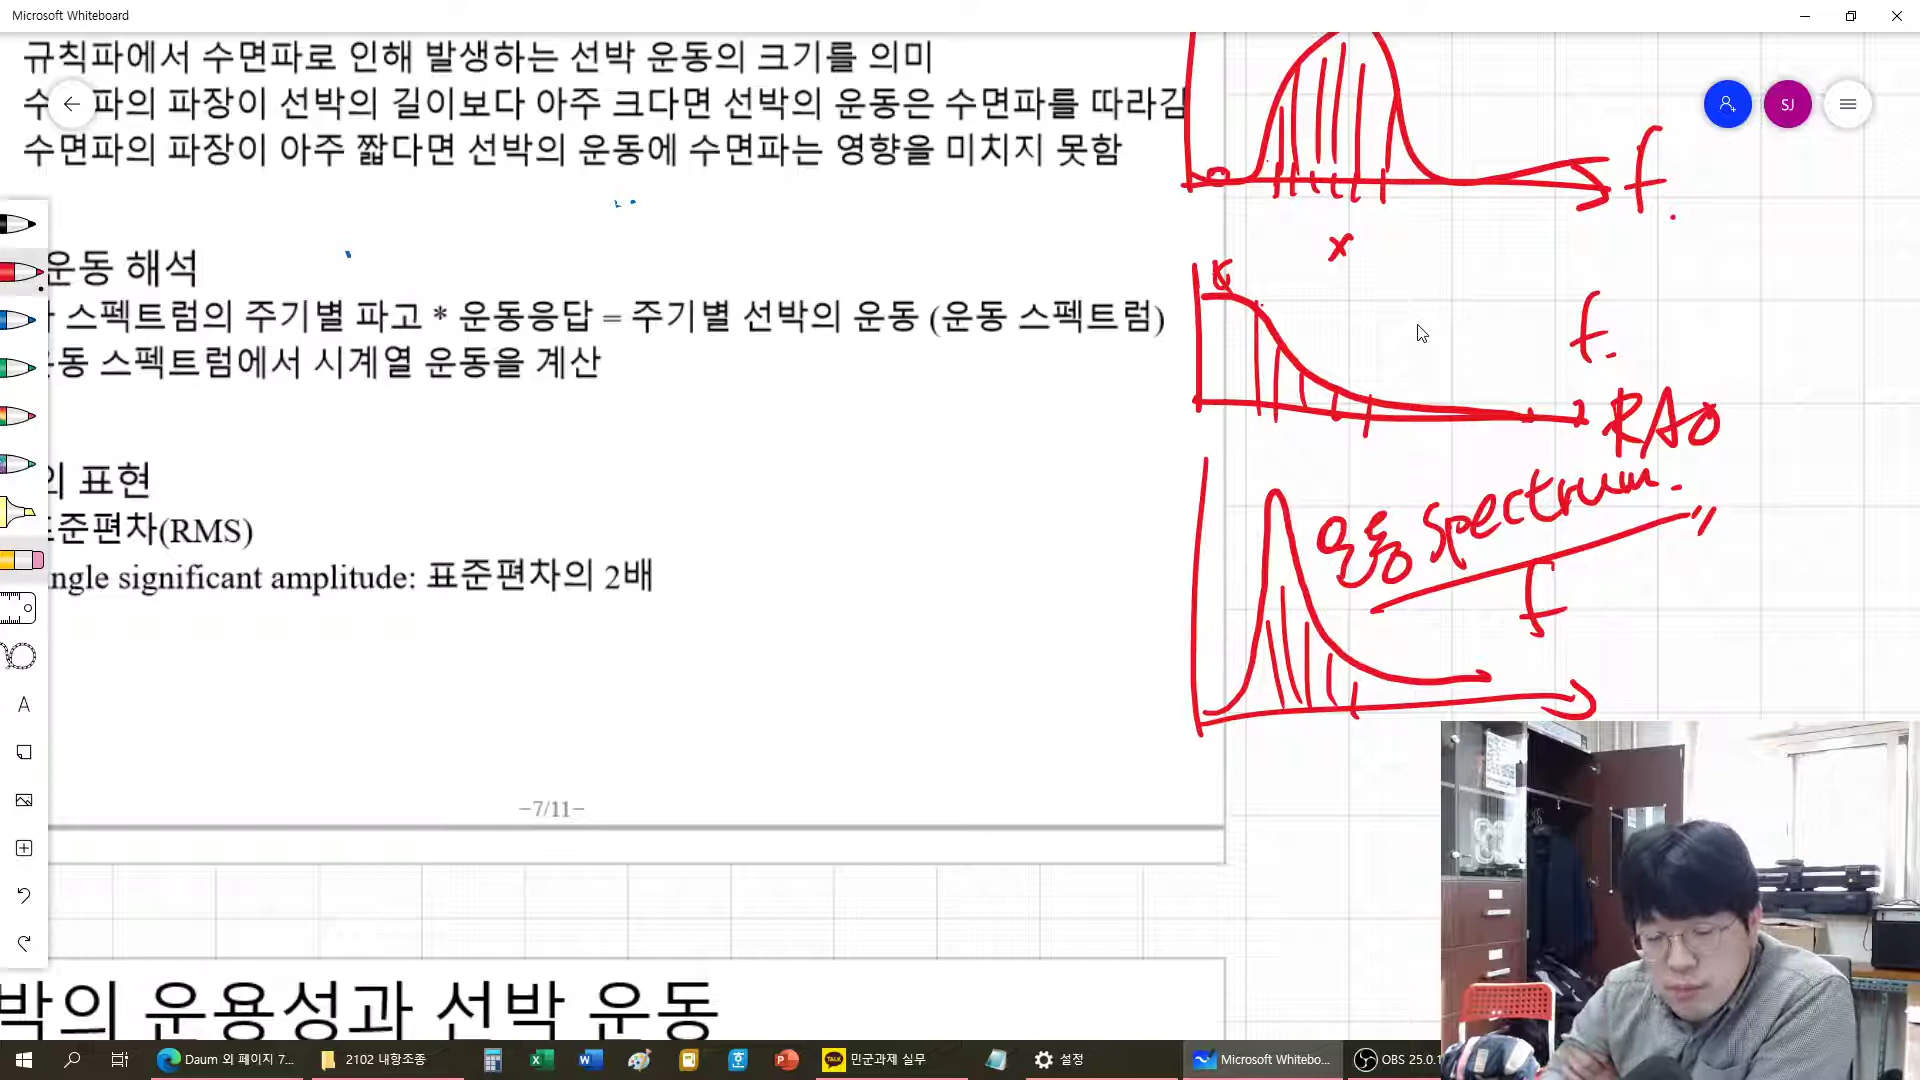 Microsoft Whiteboard
규칙파에서 수면파로 인해 발생하는 선박 운동의 크기를 의미
수 파의 파장이 선박의 길이보다 아주 크다면 선박의 운동은 수면파를 따라감
수면파의 파장이 아주 짧다면 선박의 운동에 수면파는 영향을 미치지 못함
SJ
f.
x
운동 해석
스펙트럼의 주기별 파고 * 운동응답 = 주기별 선박의 운동 (운동 스펙트럼)
f.
동 스펙트럼에서 시계열 운동을 계산
RAO
의 표현
운동 spectrum.
준편차(RMS)
f
ngle significant amplitude: 표준편차의 2배
A
-7/11-
박의 운용성과 선박 운동
Daum 외 페이지 7...
2102 내항조종
민군과제 실무
설정
Microsoft Whitebo...
OBS 25.0.1